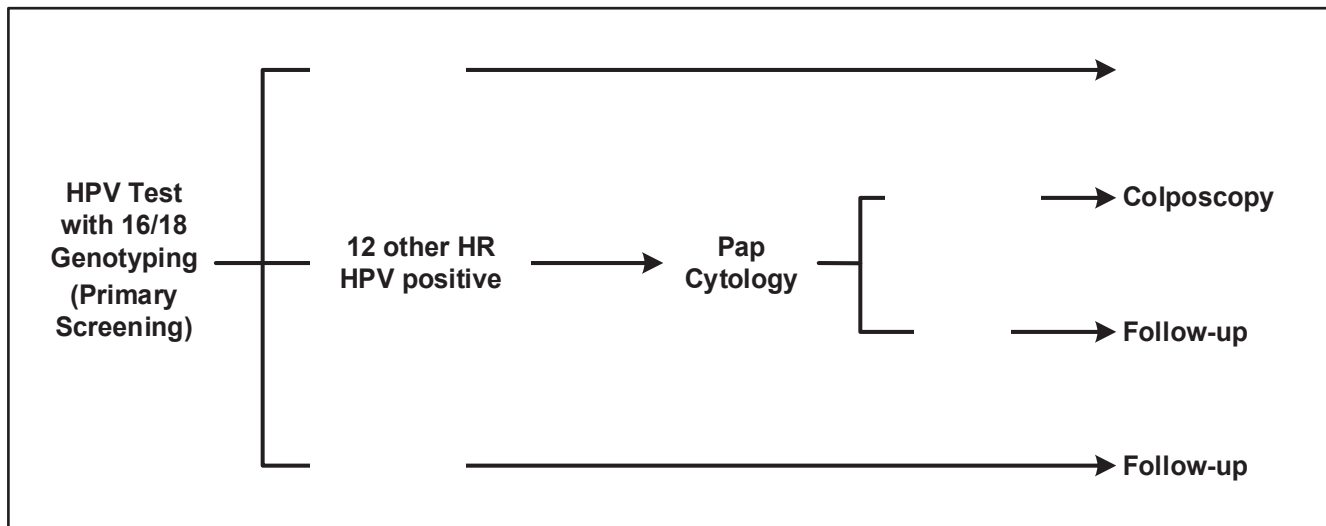 HPV Test
with 16/18
Genotyping
(Primary
Screening)
12 other HR
HPV positive
Pap
Cytology
Colposcopy
Follow-up
Follow-up